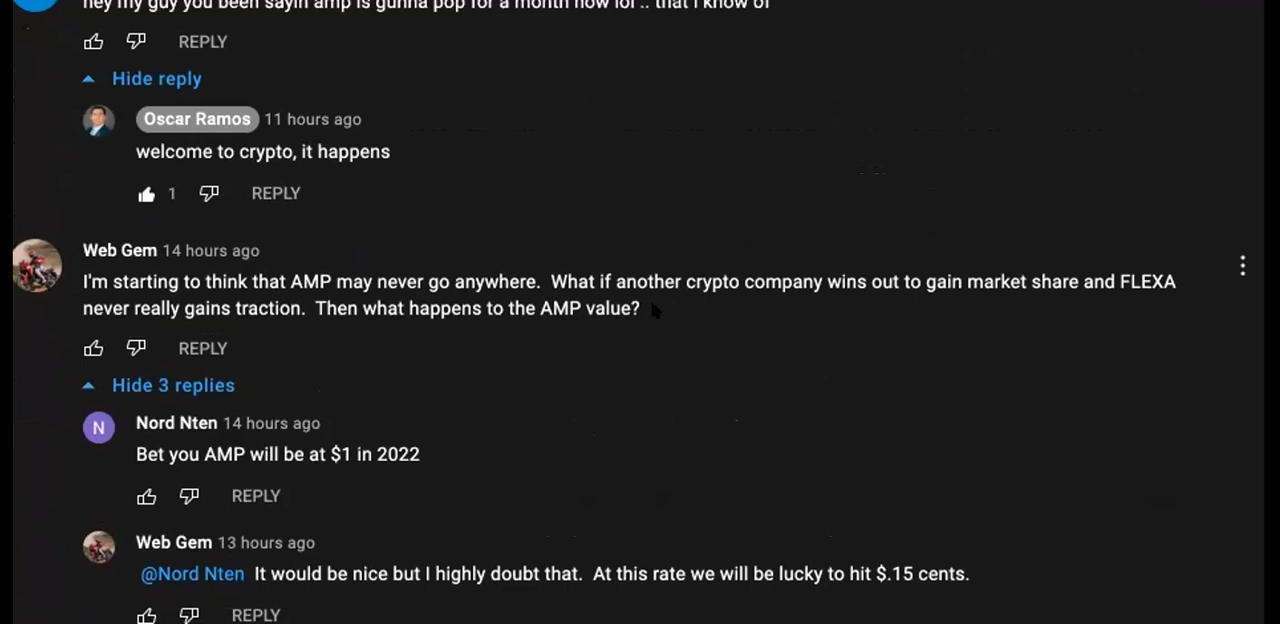 hey my guy you been sayin amp is gunna pop for a month now lol .. that I know of
REPLY
Hide reply
Oscar Ramos 11 hours ago
welcome to crypto, it happens
1 REPLY
Web Gem 14 hours ago
I'm starting to think that AMP may never go anywhere. What if another crypto company wins out to gain market share and FLEXA
never really gains traction. Then what happens to the AMP value?
REPLY
Hide 3 replies
N
Nord Nten 14 hours ago
Bet you AMP will be at $1 in 2022
REPLY
Web Gem 13 hours ago
@Nord Nten It would be nice but I highly doubt that. At this rate we will be lucky to hit $.15 cents.
REPLY